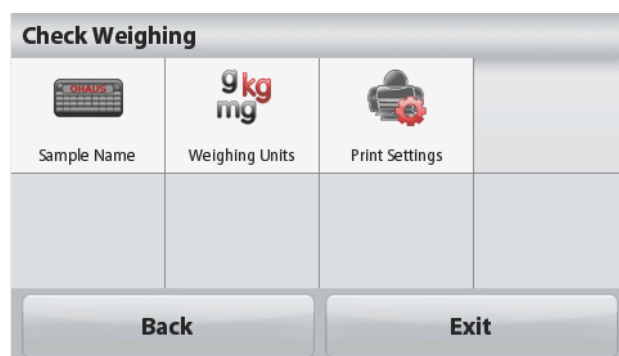 Check Weighing
OHAUS
g kg
mg
Sample Name Weighing Units Print Settings
Back Exit